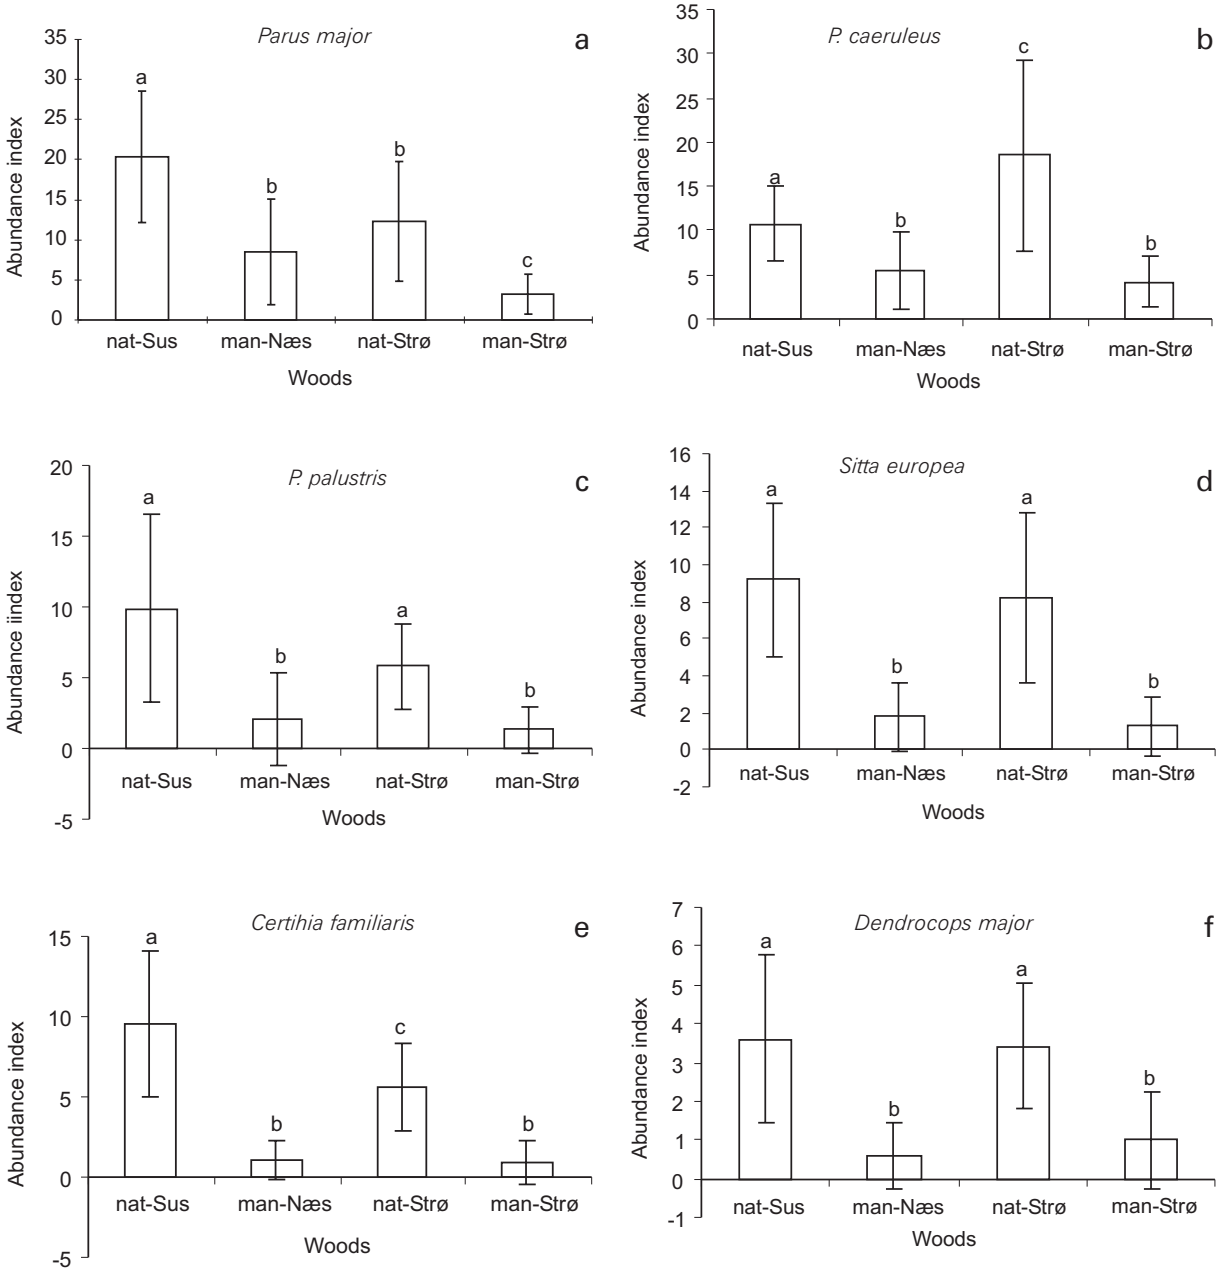 Parus major
a
35
30
25
20
15
10
5
0
Abundance index
a
b
b
c
nat-Sus man-Næs nat-Strø man-Strø
Woods
P. caeruleus
b
35
30
25
20
15
10
5
0
Abundance index
a
b
c
b
nat-Sus man-Næs nat-Strø man-Strø
Woods
P. palustris
c
20
15
10
5
0
-5
Abundance iindex
a
b
a
b
nat-Sus man-Næs nat-Strø man-Strø
Woods
Sitta europea
d
16
14
12
10
8
6
4
2
0
-2
Abundance index
a
b
a
b
nat-Sus man-Næs nat-Strø man-Strø
Woods
Certihia familiaris
e
15
10
5
0
-5
Abundance index
a
b
c
b
nat-Sus man-Næs nat-Strø man-Strø
Woods
Dendrocops major
f
7
6
5
4
3
2
1
0
-1
Abundance index
a
b
a
b
nat-Sus man-Næs nat-Strø man-Strø
Woods